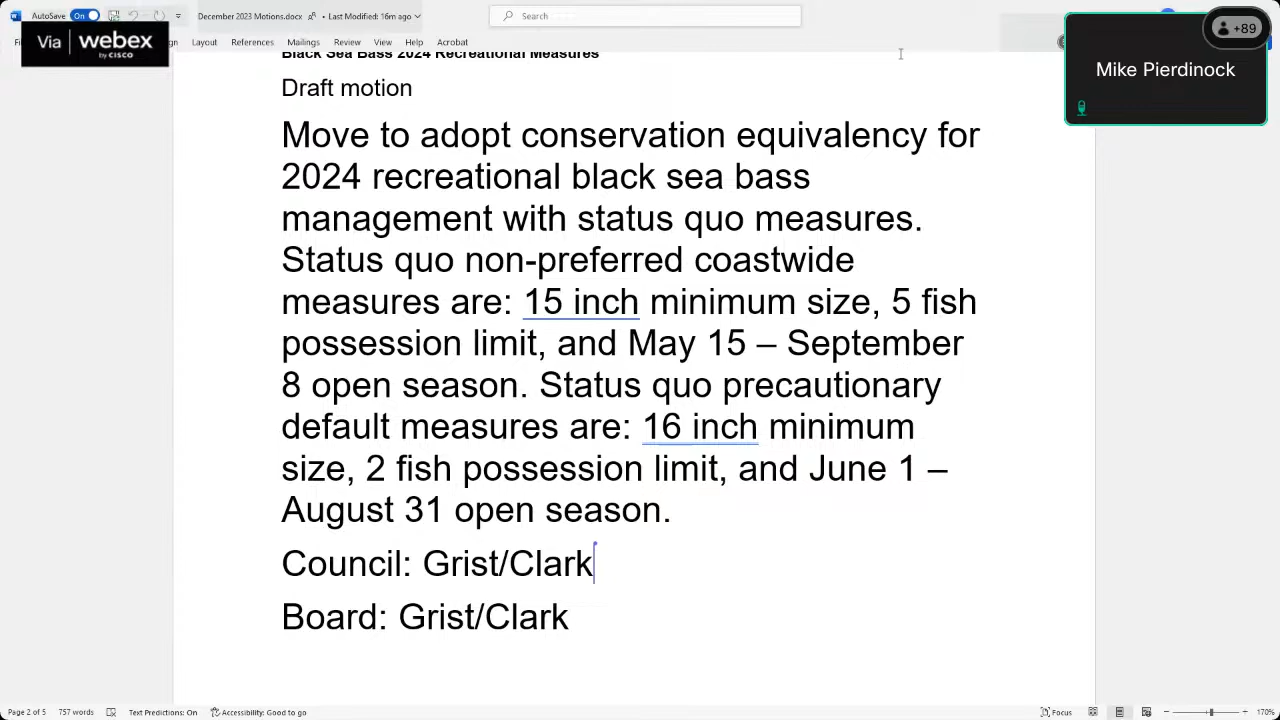 AutoSave On December 2023 Motions.docx • Last Modified: 16m ago Search +89
Via webex by CISCO
Layout References Mailings Review View Help Acrobat
Mike Pierdinock
Black Sea Bass 2024 Recreational Measures
Draft motion
Move to adopt conservation equivalency for
2024 recreational black sea bass
management with status quo measures.
Status quo non-preferred coastwide
measures are: 15 inch minimum size, 5 fish
possession limit, and May 15 – September
8 open season. Status quo precautionary
default measures are: 16 inch minimum
size, 2 fish possession limit, and June 1 –
August 31 open season.
Council: Grist/Clark
Board: Grist/Clark
Page 2 of 5 757 words Text Predictions: On Accessibility: Good to go Focus 170%